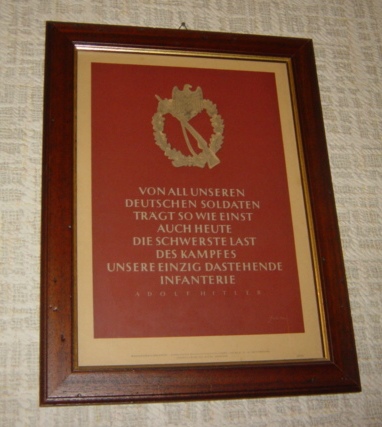 VON ALL UNSEREN
DEUTSCHEN SOLDATEN
TRAGT SO WIE EINST
AUCH HEUTE
DIE SCHWERSTE LAST
DES KAMPFES
UNSERE EINZIG DASTEHENDE
INFANTERIE
ADOLF HITLER